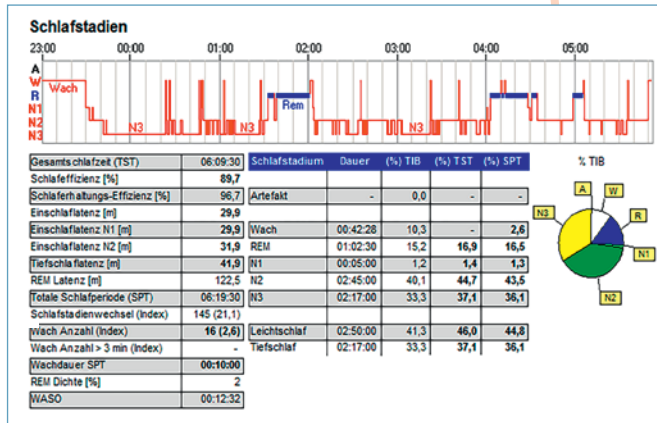 Schlafstadien
23:00 00:00 01:00 02:00 03:00 04:00 05:00
A
W
R
N1
N2
N3
Wach
N3
N3
Rem
N3
Gesamtschlafzeit (TST) 06:09:30
Schlafeffizienz [%] 89,7
Schlaferhaltungs-Effizienz [%] 96,7
Einschlaflatenz [m] 29,9
Einschlaflatenz N1 [m] 29,9
Einschlaflatenz N2 [m] 31,9
Tiefschlaflatenz [m] 41,9
REM Latenz [m] 122,5
Totale Schlafperiode (SPT) 06:19:30
Schlafstadienwechsel (Index) 145 (21,1)
Wach Anzahl (Index) 16 (2,6)
Wach Anzahl > 3 min (Index) -
Wachdauer SPT 00:10:00
REM Dichte [%] 2
WASO 00:12:32
Schlafstadium Dauer (%) TIB (%) TST (%) SPT
Artefakt - 0,0 - -
Wach 00:42:28 10,3 - 2,6
REM 01:02:30 15,2 16,9 16,5
N1 00:05:00 1,2 1,4 1,3
N2 02:45:00 40,1 44,7 43,5
N3 02:17:00 33,3 37,1 36,1
Leichtschlaf 02:50:00 41,3 46,0 44,8
Tiefschlaf 02:17:00 33,3 37,1 36,1
% TIB
A
W
N3
R
N1
N2